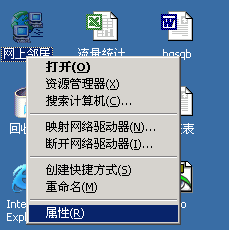 网上邻居
流量统计
bgsqb
打开(O)
资源管理器(X)
搜索计算机(C)...
映射网络驱动器(N)...
断开网络驱动器(I)...
创建快捷方式(S)
重命名(M)
属性(R)
回收
表
Inte
Expl
o